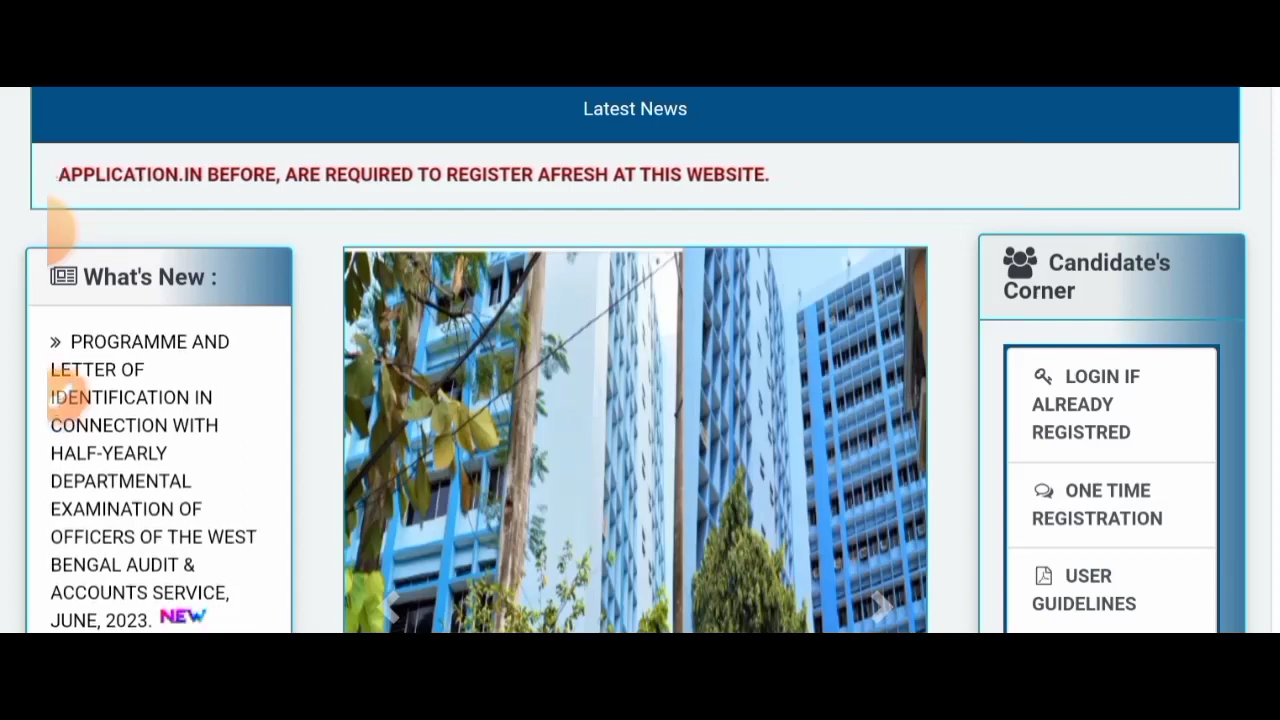 Latest News
APPLICATION.IN BEFORE, ARE REQUIRED TO REGISTER AFRESH AT THIS WEBSITE.
What's New :
» PROGRAMME AND
LETTER OF
IDENTIFICATION IN
CONNECTION WITH
HALF-YEARLY
DEPARTMENTAL
EXAMINATION OF
OFFICERS OF THE WEST
BENGAL AUDIT &
ACCOUNTS SERVICE,
JUNE, 2023. NEW
Candidate's
Corner
LOGIN IF
ALREADY
REGISTRED
ONE TIME
REGISTRATION
USER
GUIDELINES